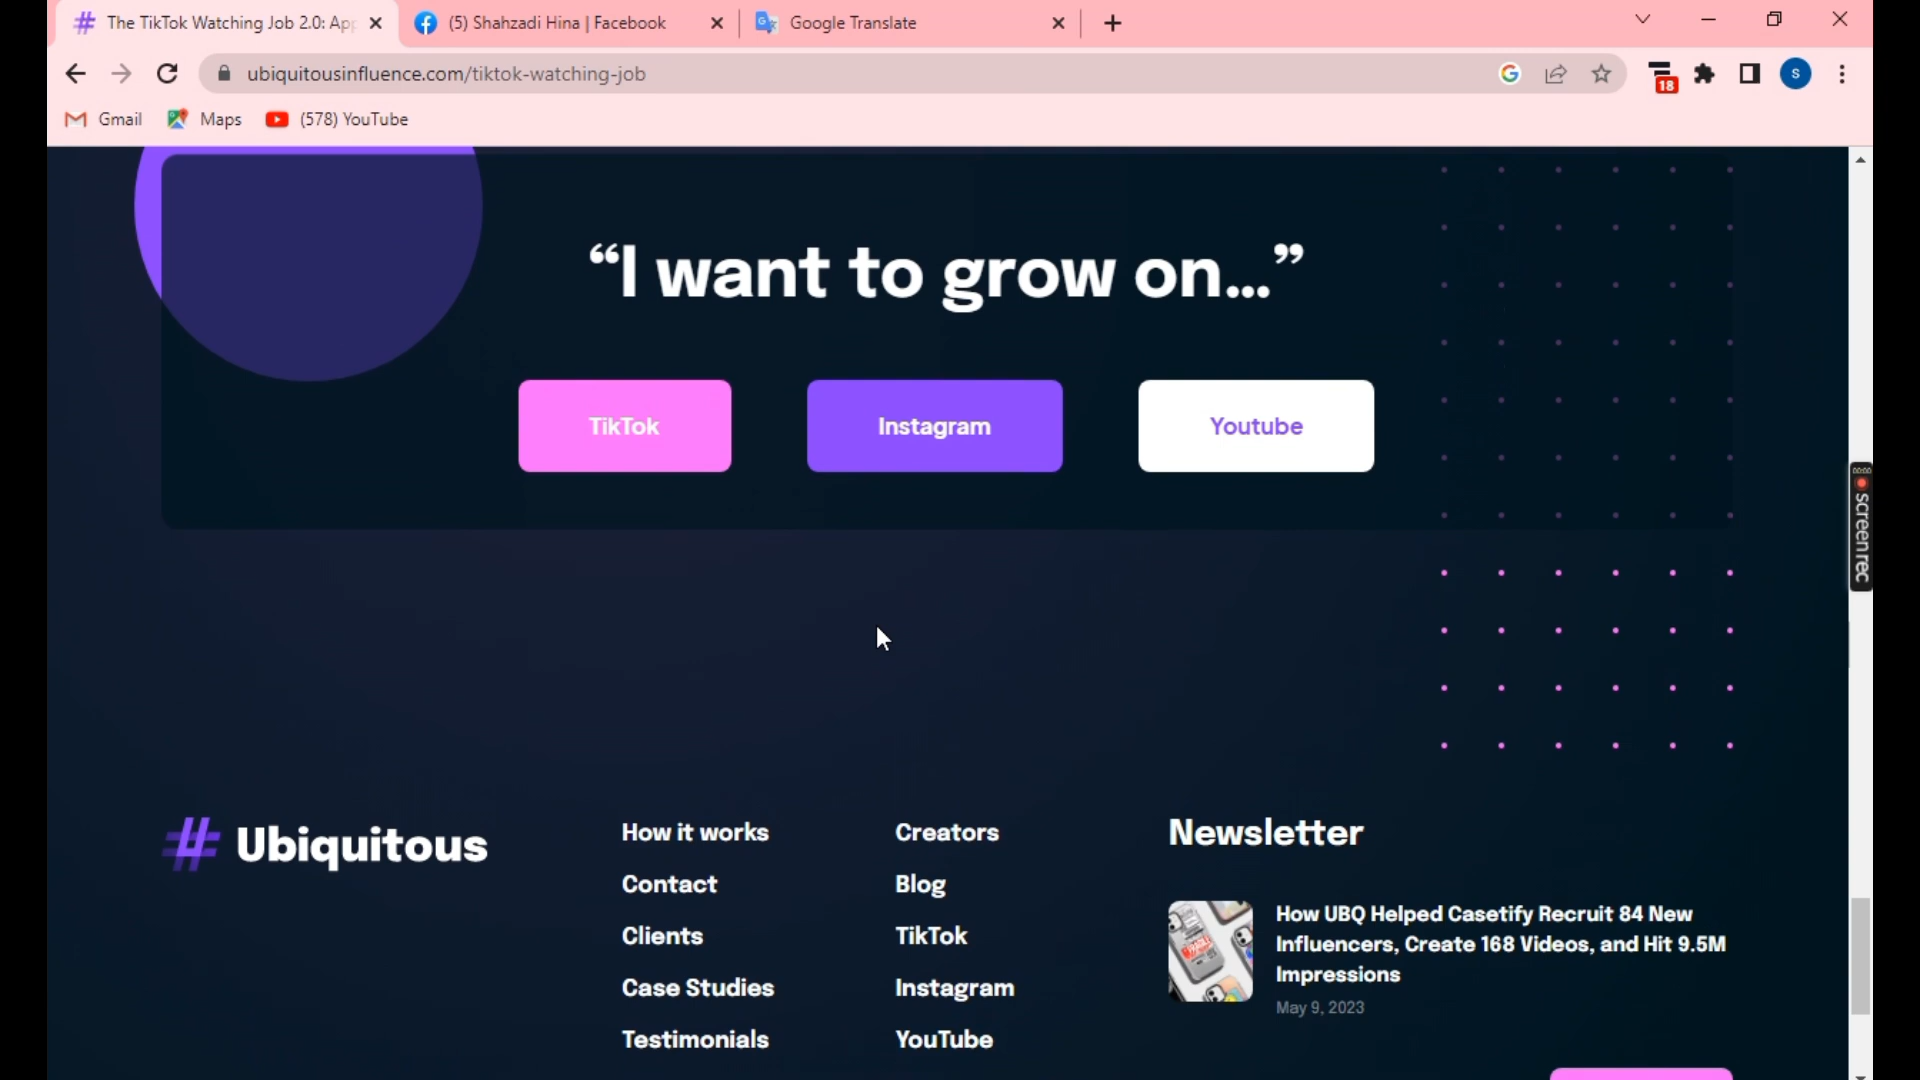 The TikTok Watching Job 2.0: App
(5) Shahzadi Hina | Facebook
Google Translate
ubiquitousinfluence.com/tiktok-watching-job
18
S
Gmail
Maps
(578) YouTube
“I want to grow on...”
TikTok
Instagram
Youtube
00:00
screenrec
Ubiquitous
How it works
Contact
Clients
Case Studies
Testimonials
Creators
Blog
TikTok
Instagram
YouTube
Newsletter
How UBQ Helped Casetify Recruit 84 New
Influencers, Create 168 Videos, and Hit 9.5M
Impressions
May 9, 2023